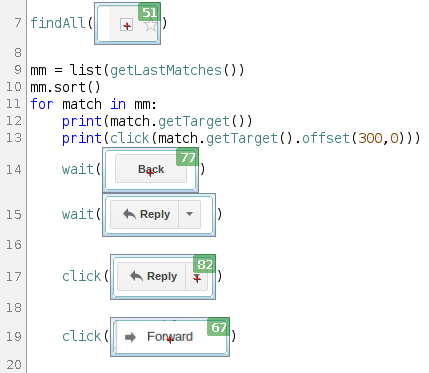 51
7 findAll( )
8
9 mm = list(getLastMatches())
10 mm.sort()
11 for match in mm:
12 print(match.getTarget())
13 print(click(match.getTarget().offset(300,0)))
77
14 wait( Back )
15 wait( Reply )
16
82
17 click( Reply )
18
67
19 click( Forward )
20